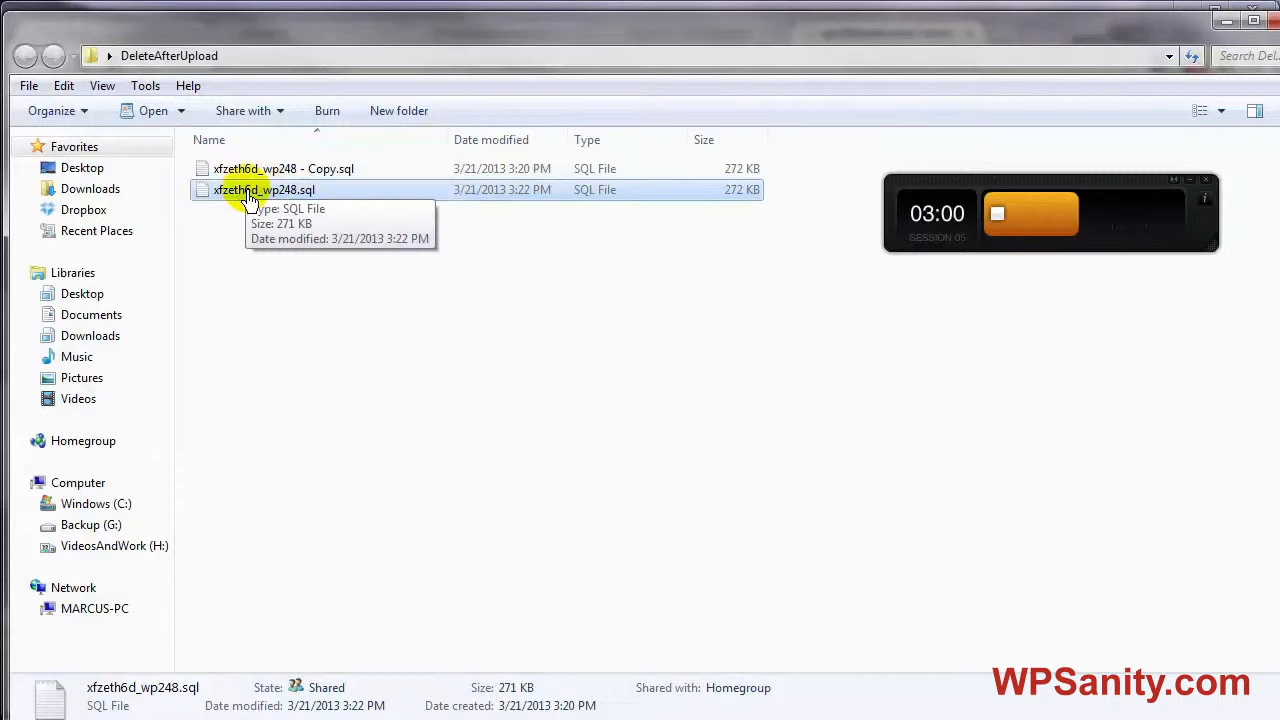 DeleteAfterUpload
Search Del...
File Edit View Tools Help
Organize Open Share with Burn New folder
Name Date modified Type Size
xfzeth6d_wp248 - Copy.sql 3/21/2013 3:20 PM SQL File 272 KB
xfzeth6d_wp248.sql 3/21/2013 3:22 PM SQL File 272 KB
Type: SQL File
Size: 271 KB
Date modified: 3/21/2013 3:22 PM
Favorites
Desktop
Downloads
Dropbox
Recent Places
Libraries
Desktop
Documents
Downloads
Music
Pictures
Videos
Homegroup
Computer
Windows (C:)
Backup (G:)
VideosAndWork (H:)
Network
MARCUS-PC
03:00
SESSION 05
xfzeth6d_wp248.sql State: Shared Size: 271 KB Shared with: Homegroup
SQL File Date modified: 3/21/2013 3:22 PM Date created: 3/21/2013 3:20 PM
WPSanity.com